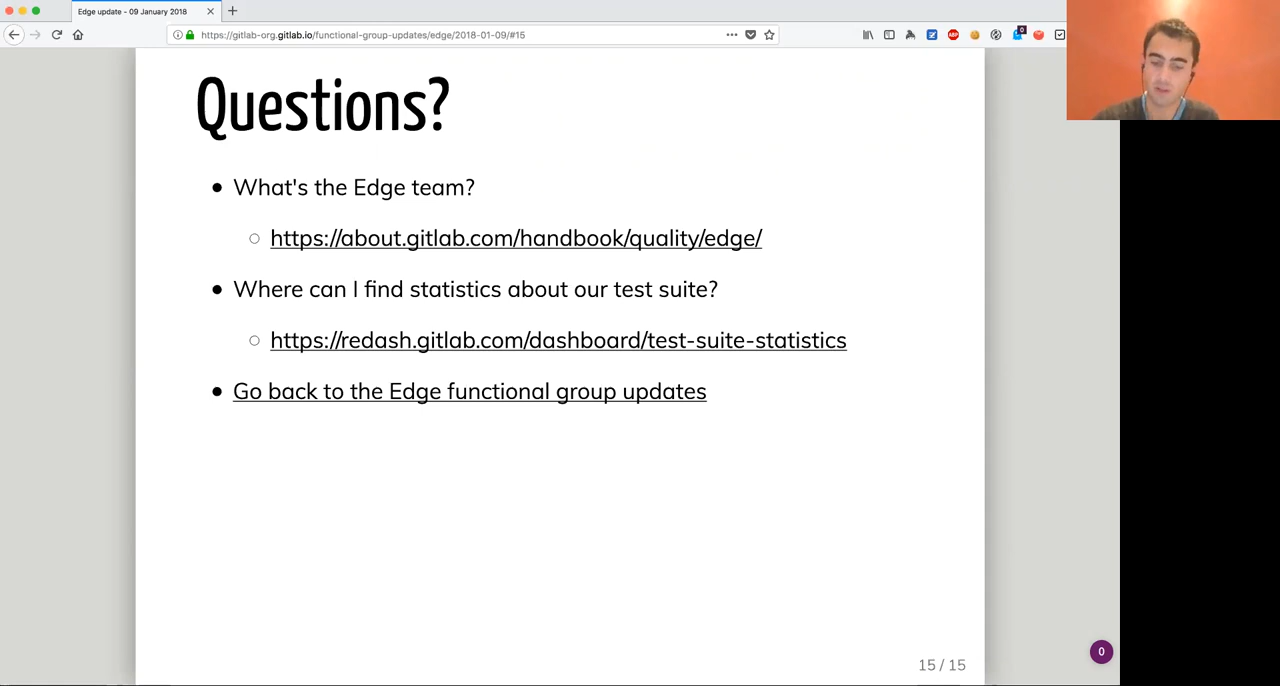 Edge update - 09 January 2018
https://gitlab-org.gitlab.io/functional-group-updates/edge/2018-01-09/#15
Questions?
What's the Edge team?
https://about.gitlab.com/handbook/quality/edge/
Where can I find statistics about our test suite?
https://redash.gitlab.com/dashboard/test-suite-statistics
Go back to the Edge functional group updates
0
15 / 15